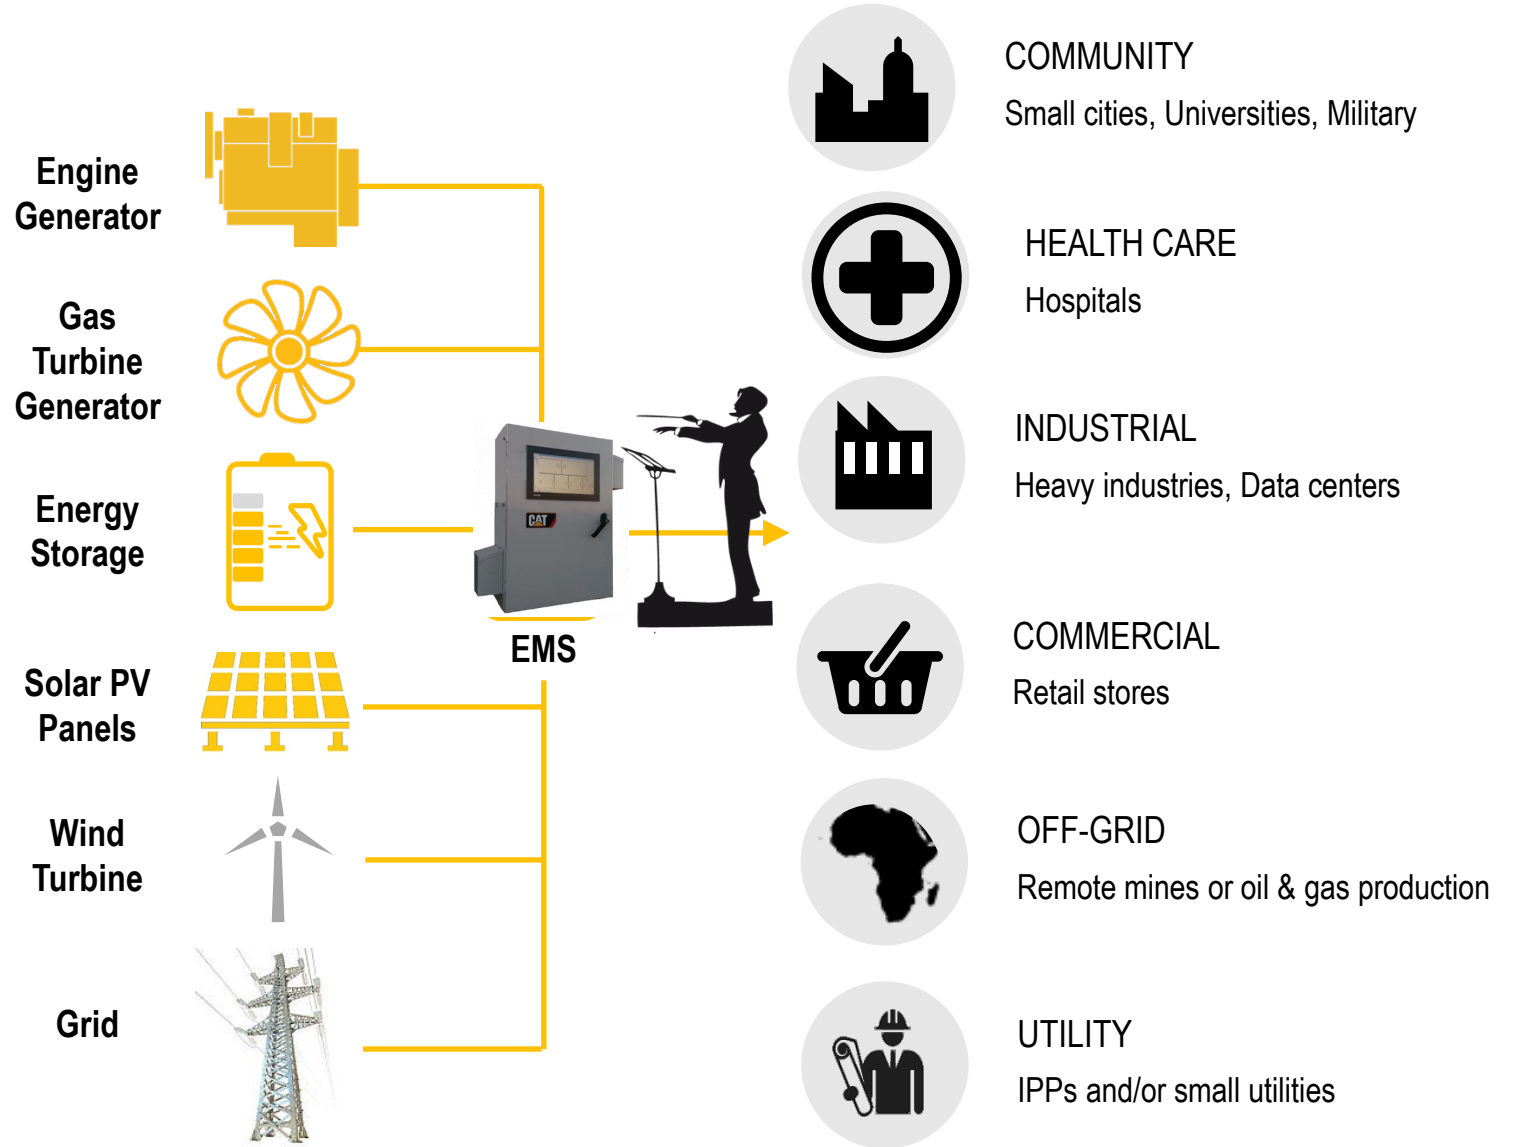 Engine
Generator
Gas
Turbine
Generator
Energy
Storage
Solar PV
Panels
Wind
Turbine
Grid
CAT
EMS
COMMUNITY
Small cities, Universities, Military
HEALTH CARE
Hospitals
INDUSTRIAL
Heavy industries, Data centers
COMMERCIAL
Retail stores
OFF-GRID
Remote mines or oil & gas production
UTILITY
IPPs and/or small utilities